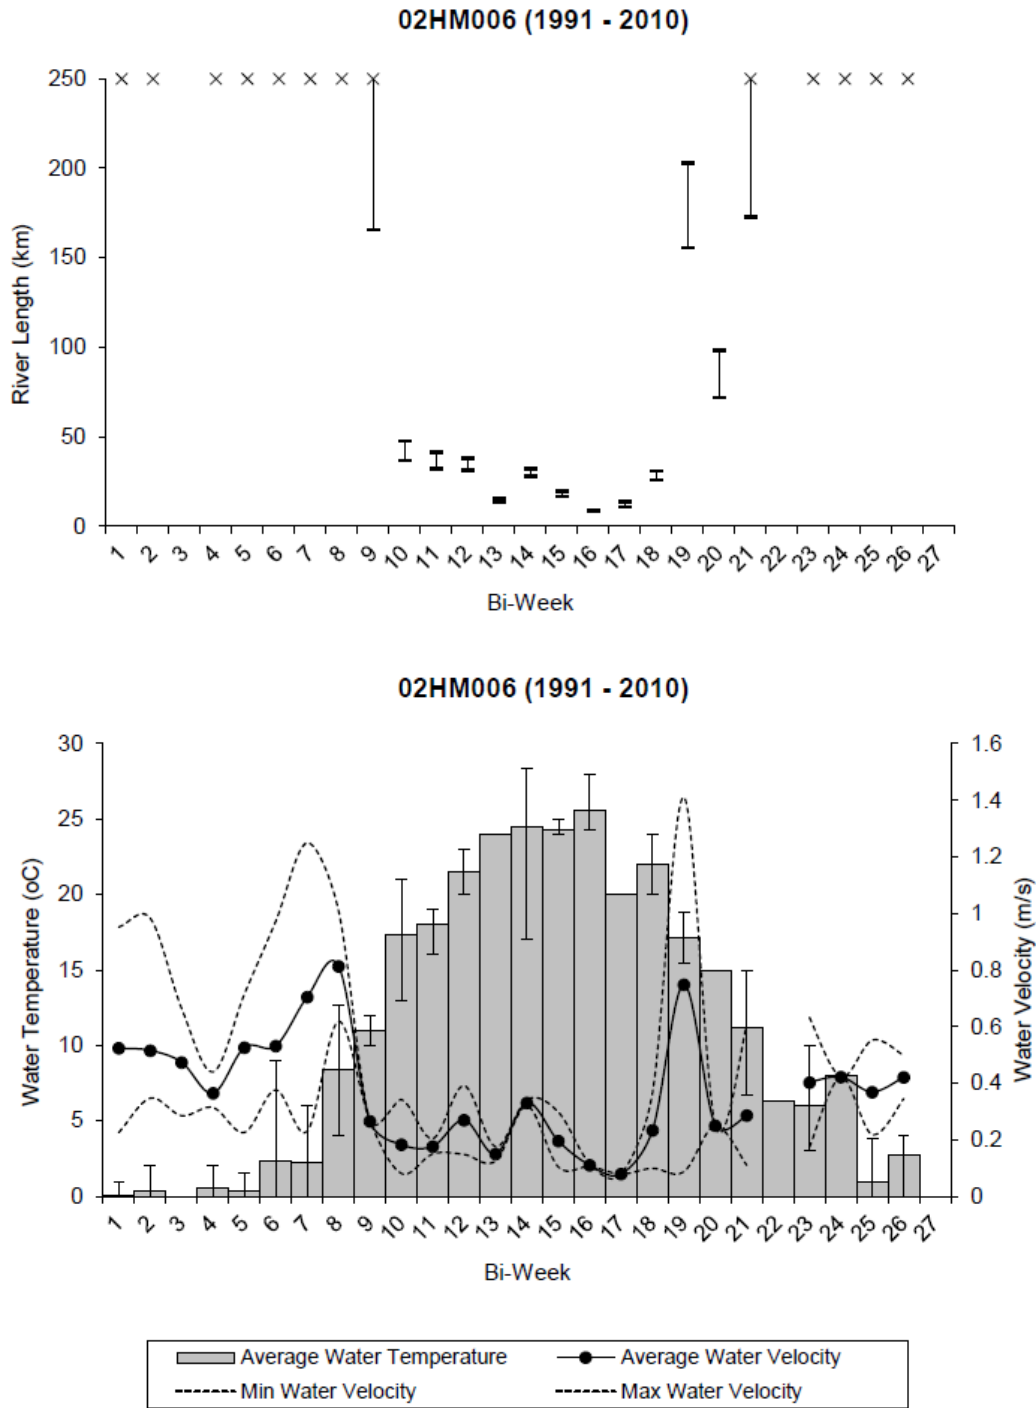 02HM006 (1991 - 2010)
250
200
150
100
50
0
River Length (km)
1 2 3 4 5 6 7 8 9 10 11 12 13 14 15 16 17 18 19 20 21 22 23 24 25 26 27
Bi-Week
02HM006 (1991 - 2010)
30
25
20
15
10
5
0
Water Temperature (oC)
1.6
1.4
1.2
1
0.8
0.6
0.4
0.2
0
Water Velocity (m/s)
1 2 3 4 5 6 7 8 9 10 11 12 13 14 15 16 17 18 19 20 21 22 23 24 25 26 27
Bi-Week
Average Water Temperature Average Water Velocity
Min Water Velocity Max Water Velocity